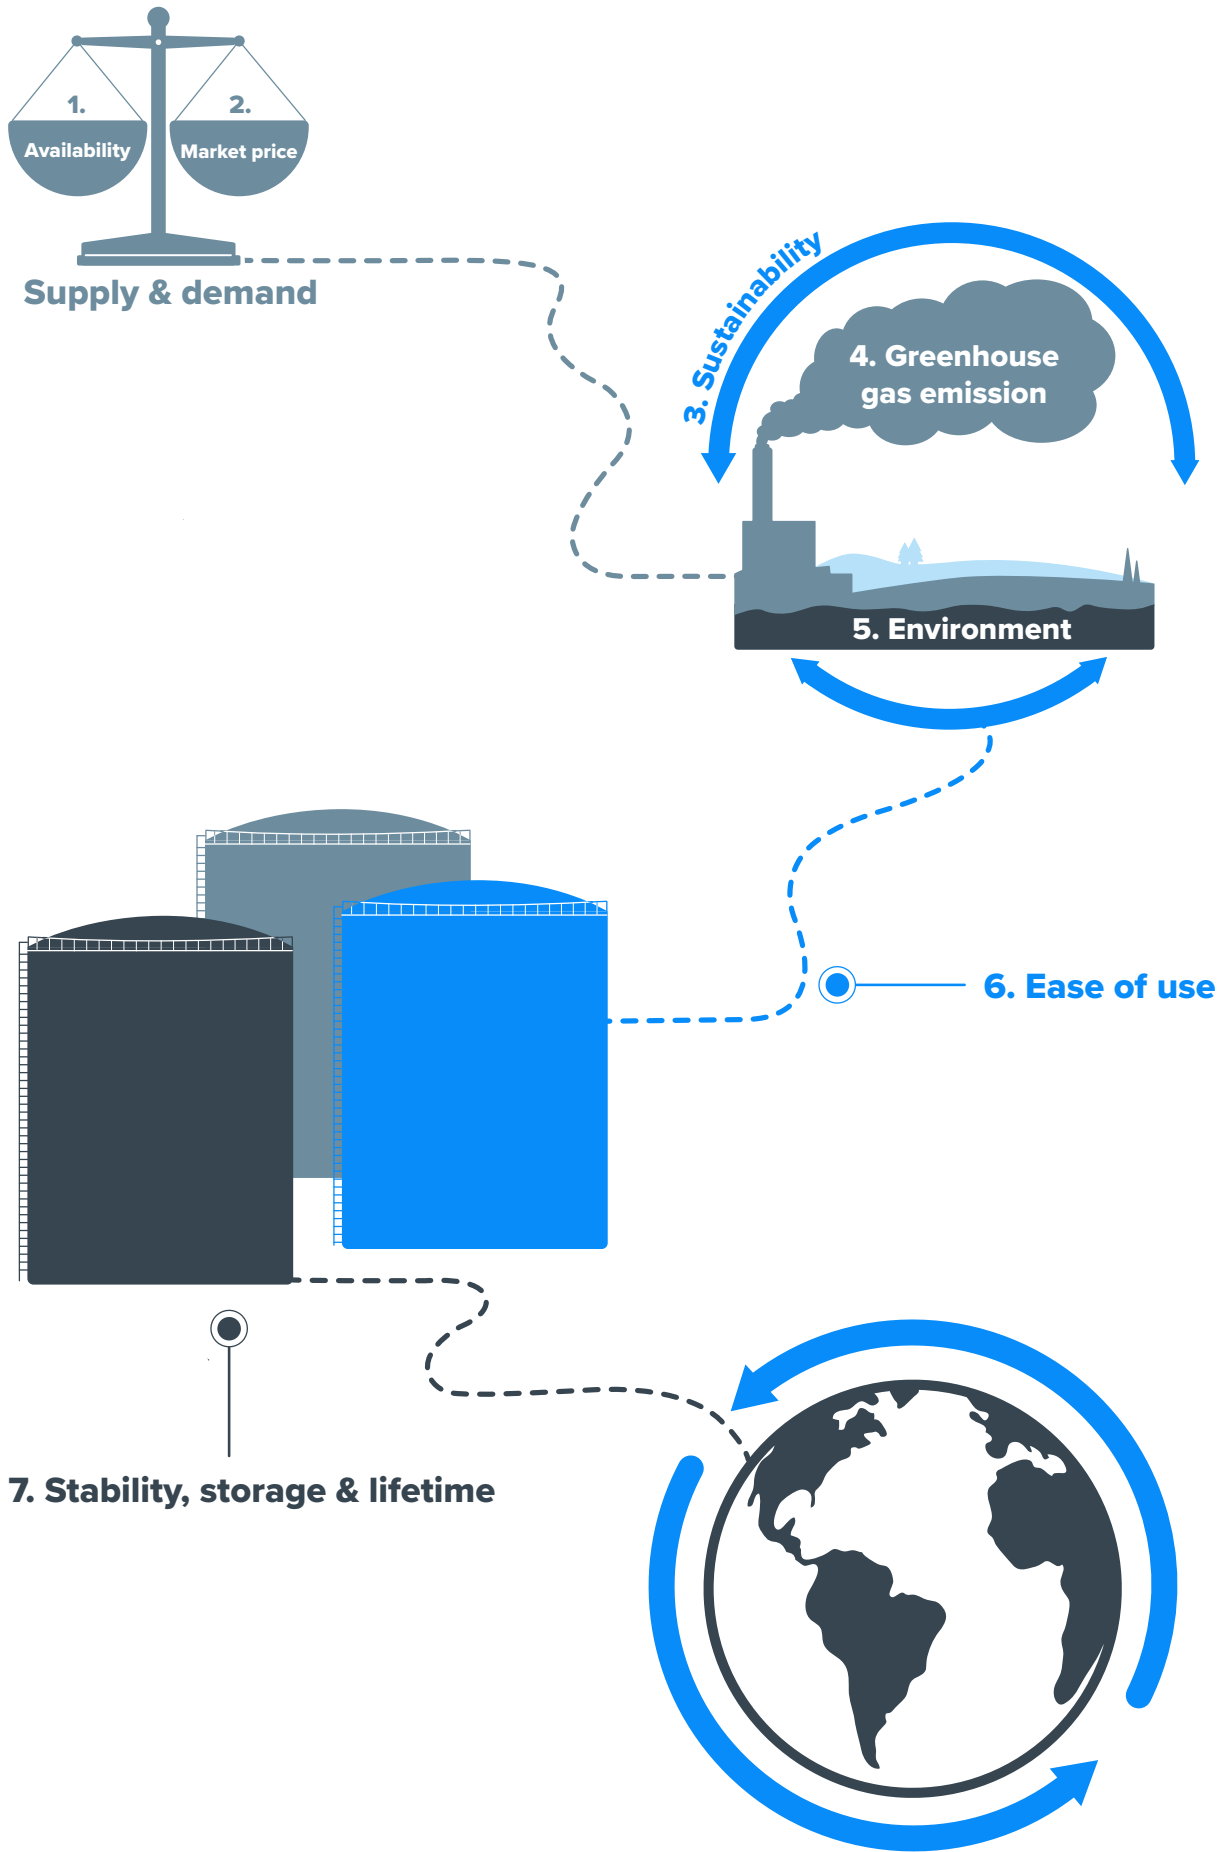 1.
Availability
2.
Market price
Supply & demand
3. Sustainability
4. Greenhouse
gas emission
5. Environment
6. Ease of use
7. Stability, storage & lifetime